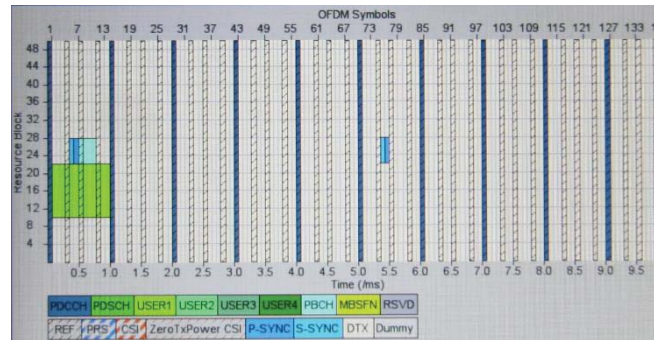 OFDM Symbols
1 7 13 19 25 31 37 43 49 55 61 67 73 79 85 91 97 103 109 115 121 127 133
48
44
40
36
32
28
24
20
16
12
8
4
Resource Block
0.5 1.0 1.5 2.0 2.5 3.0 3.5 4.0 4.5 5.0 5.5 6.0 6.5 7.0 7.5 8.0 8.5 9.0 9.5
Time (/ms)
PDCCH PDSCH USER1 USER2 USER3 USER4 PBCH MBSFN RSVD
REF PRS CSI ZeroTxPower CSI P-SYNC S-SYNC DTX Dummy